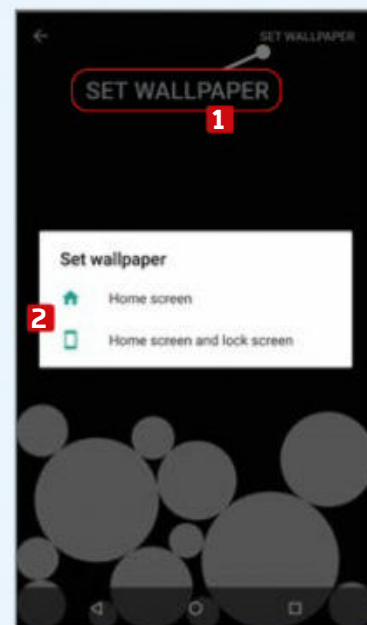 SET WALLPAPER
SET WALLPAPER
1
Set wallpaper
2
Home screen
Home screen and lock screen